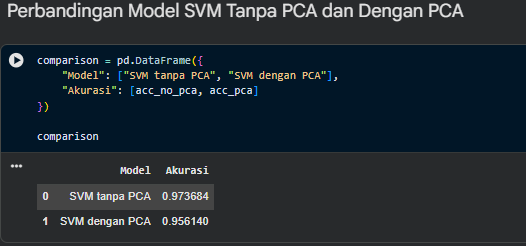 Perbandingan Model SVM Tanpa PCA dan Dengan PCA
comparison = pd.DataFrame({
"Model": ["SVM tanpa PCA", "SVM dengan PCA"],
"Akurasi": [acc_no_pca, acc_pca]
})
comparison
Model Akurasi
0 SVM tanpa PCA 0.973684
1 SVM dengan PCA 0.956140